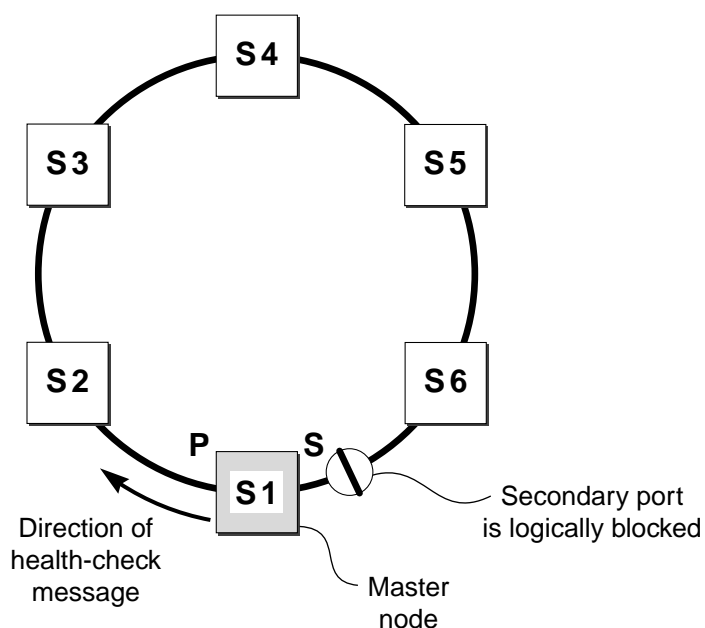 S4
S3
S5
S2
S6
P
S
S1
Direction of
health-check
message
Secondary port
is logically blocked
Master
node